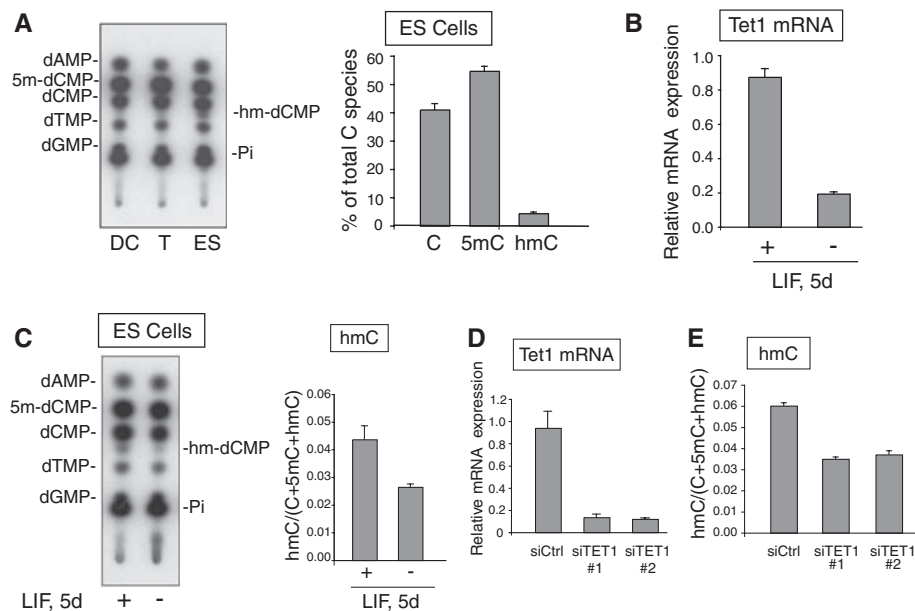 A
dAMP-
5m-dCMP-
dCMP-
dTMP-
dGMP-
-hm-dCMP
-Pi
DC T ES
ES Cells
% of total C species
60
50
40
30
20
10
0
C 5mC hmC
B
Tet1 mRNA
Relative mRNA expression
1.0
0.8
0.6
0.4
0.2
0.0
+ -
LIF, 5d
C
ES Cells
dAMP-
5m-dCMP-
dCMP-
dTMP-
dGMP-
-hm-dCMP
-Pi
LIF, 5d + -
hmC
hmC/(C+5mC+hmC)
0.06
0.05
0.04
0.03
0.02
0.01
0.00
+ -
LIF, 5d
D
Tet1 mRNA
Relative mRNA expression
1.2
1.0
0.8
0.6
0.4
0.2
0
siCtrl siTET1 siTET1
#1 #2
E
hmC
hmC/(C+5mC+hmC)
0.07
0.06
0.05
0.04
0.03
0.02
0.01
0.00
siCtrl siTET1 siTET1
#1 #2